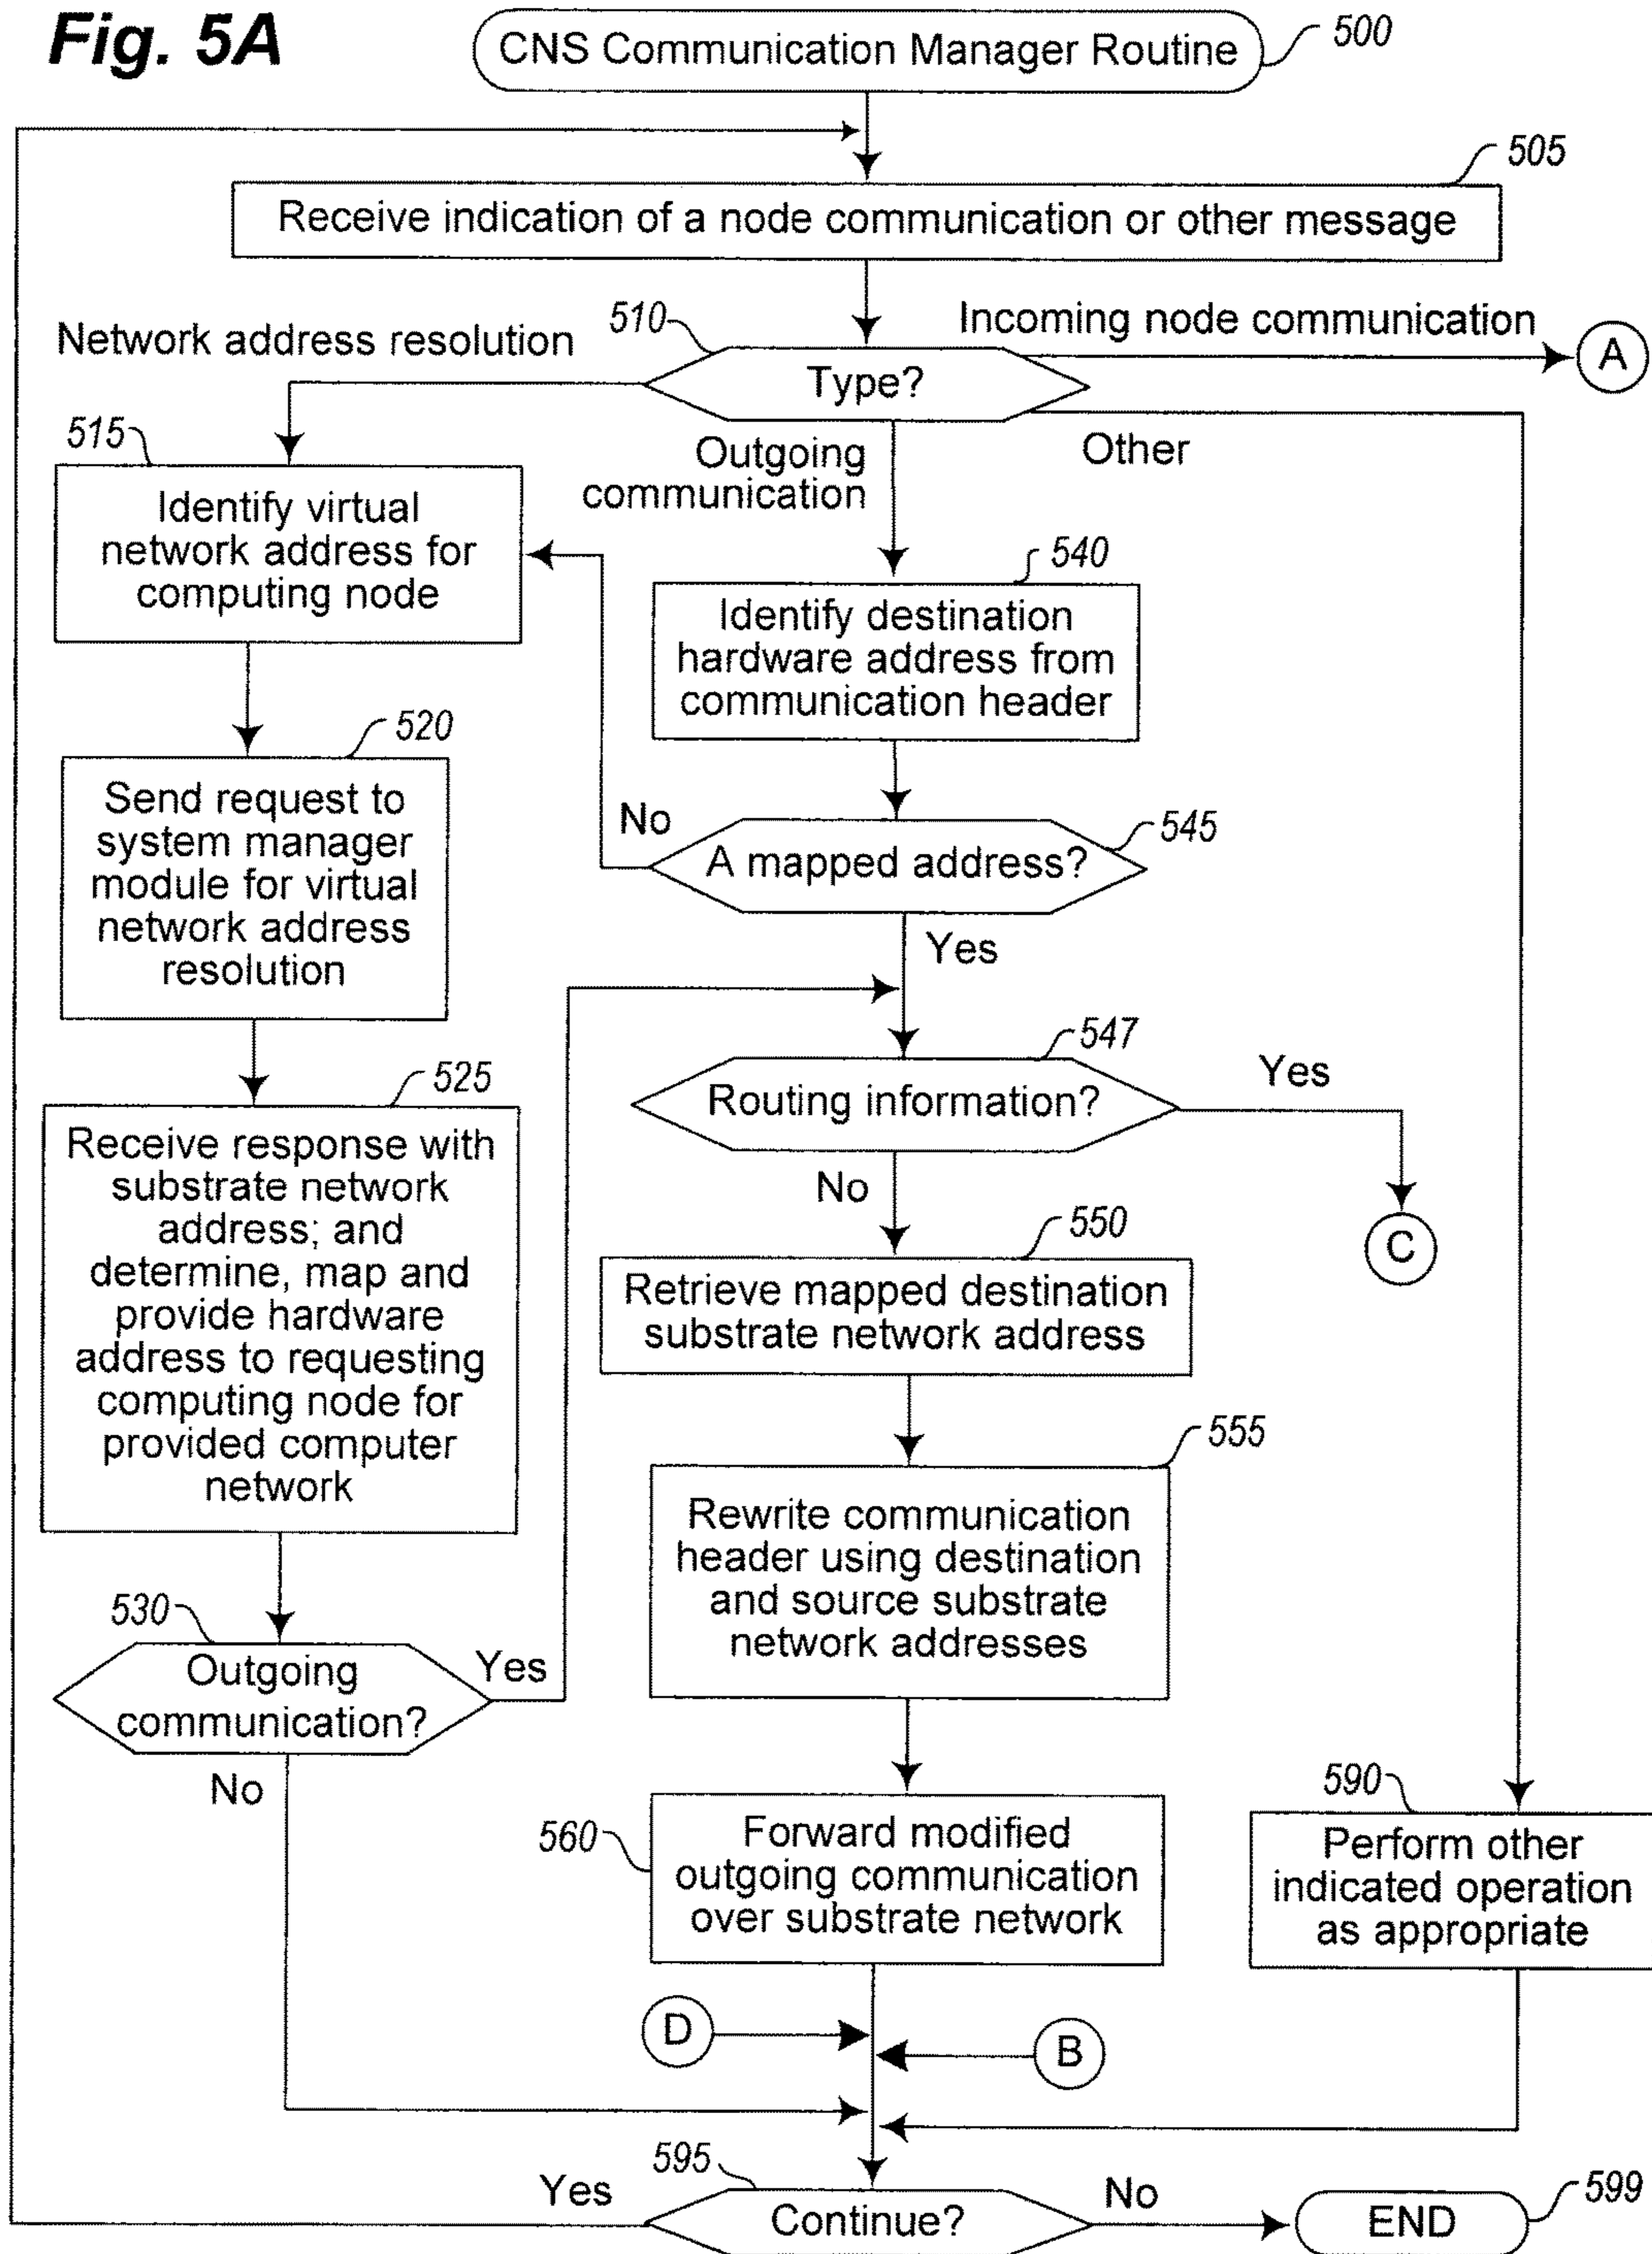 Fig. 5A
CNS Communication Manager Routine
500
505
Receive indication of a node communication or other message
Network address resolution
510
Incoming node communication
A
Type?
515
Outgoing
communication
Other
Identify virtual
network address for
computing node
540
Identify destination
hardware address from
communication header
520
Send request to
system manager
module for virtual
network address
resolution
No
A mapped address?
545
Yes
547
525
Routing information?
Yes
Receive response with
substrate network
address; and
determine, map and
provide hardware
address to requesting
computing node for
provided computer
network
No
C
550
Retrieve mapped destination
substrate network address
555
Rewrite communication
header using destination
and source substrate
network addresses
530
Outgoing
communication?
Yes
No
560
Forward modified
outgoing communication
over substrate network
590
Perform other
indicated operation
as appropriate
D
B
595
Yes
Continue?
No
END
599